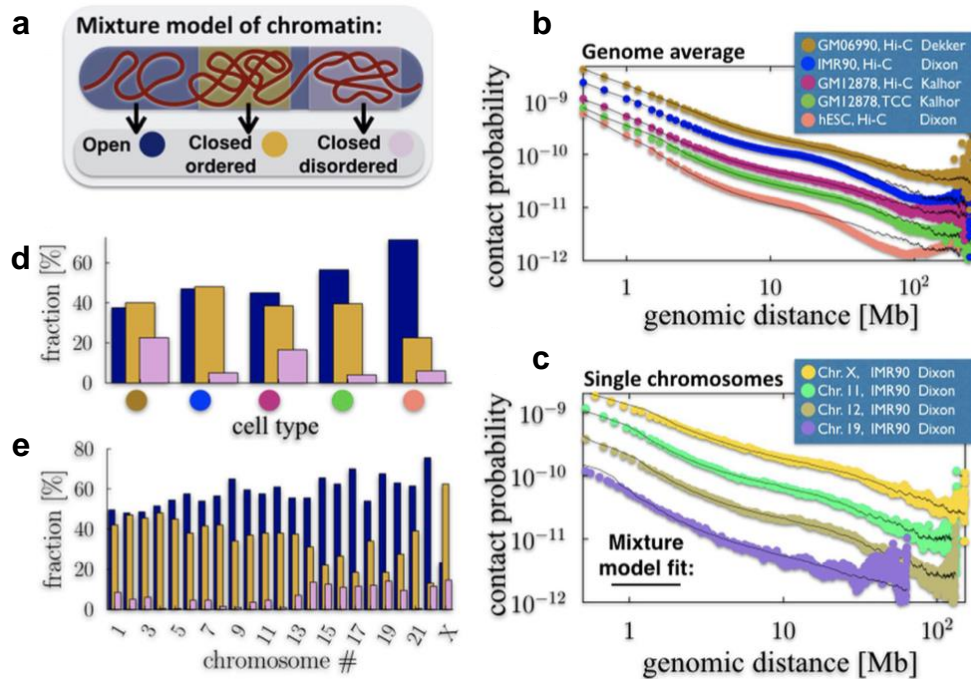 a
Mixture model of chromatin:
Open
Closed
ordered
Closed
disordered
b
Genome average
GM06990, Hi-C Dekker
IMR90, Hi-C Dixon
GM12878, Hi-C Kalhor
GM12878, TCC Kalhor
hESC, Hi-C Dixon
contact probability
10⁻⁹
10⁻¹⁰
10⁻¹¹
10⁻¹²
1
10
10²
genomic distance [Mb]
d
fraction [%]
60
40
20
0
cell type
e
fraction [%]
80
60
40
20
0
1 3 5 7 9 11 13 15 17 19 21 X
chromosome #
c
Single chromosomes
Chr. X, IMR90 Dixon
Chr. 11, IMR90 Dixon
Chr. 12, IMR90 Dixon
Chr. 19, IMR90 Dixon
contact probability
10⁻⁹
10⁻¹⁰
10⁻¹¹
10⁻¹²
Mixture
model fit:
1
10
10²
genomic distance [Mb]